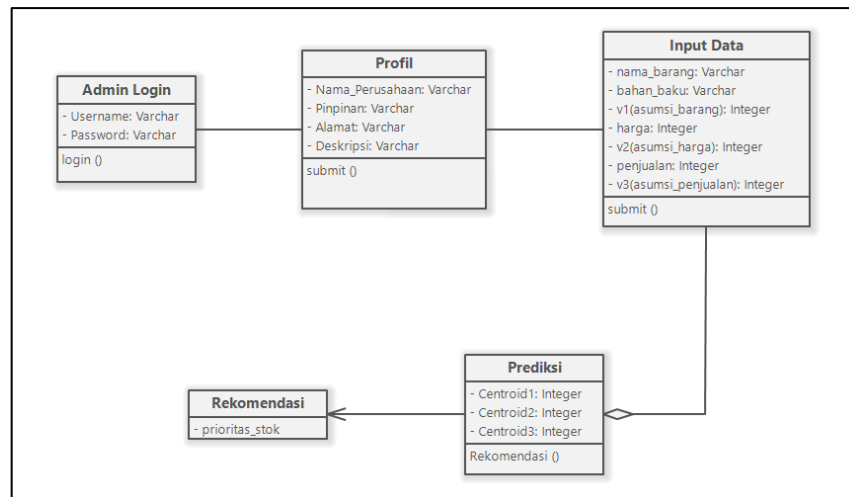 Admin Login
- Username: Varchar
- Password: Varchar
login ()
Profil
- Nama_Perusahaan: Varchar
- Pinpinan: Varchar
- Alamat: Varchar
- Deskripsi: Varchar
submit ()
Input Data
- nama_barang: Varchar
- bahan_baku: Varchar
- v1(asumsi_barang): Integer
- harga: Integer
- v2(asumsi_harga): Integer
- penjualan: Integer
- v3(asumsi_penjualan): Integer
submit ()
Rekomendasi
- prioritas_stok
Prediksi
- Centroid1: Integer
- Centroid2: Integer
- Centroid3: Integer
Rekomendasi ()